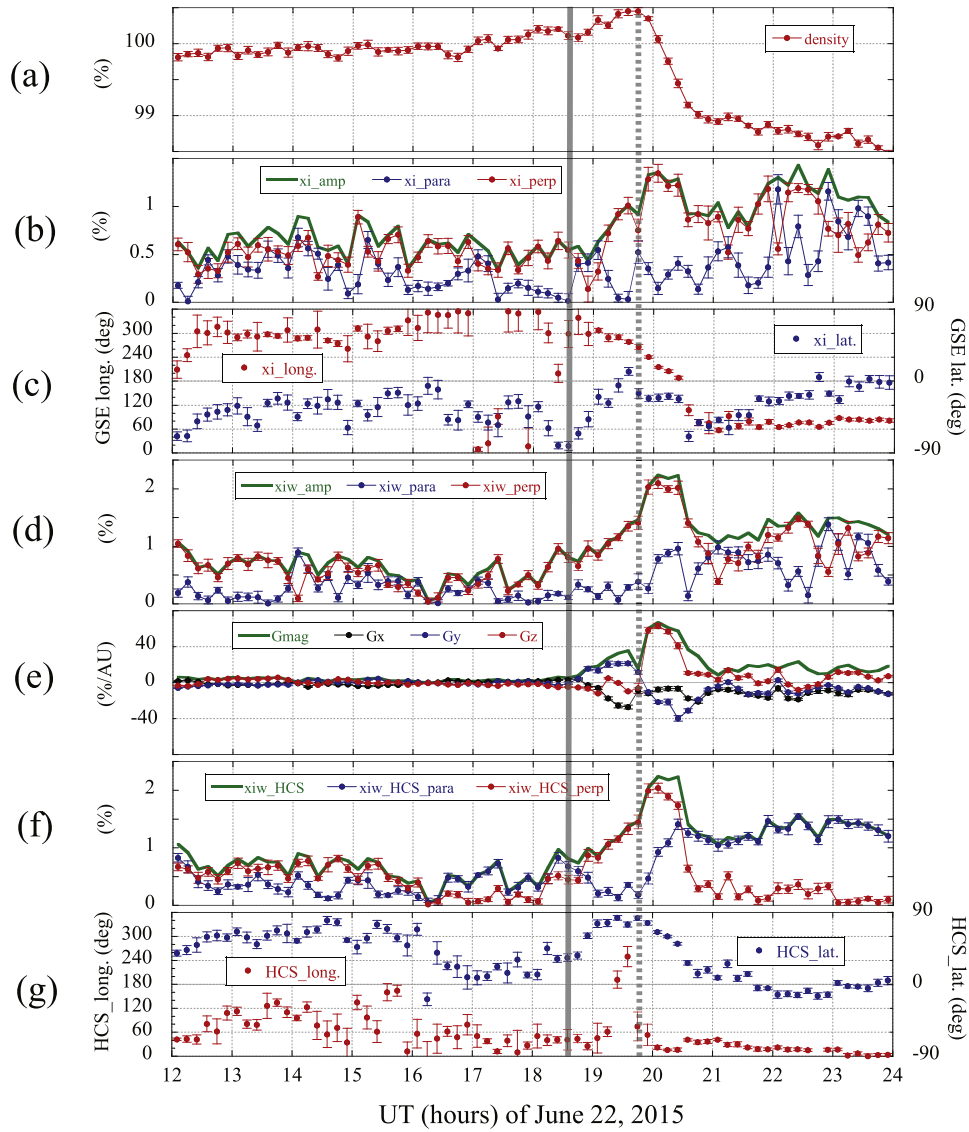 (a)
(%)
100
99
density
(b)
(%)
1
0.5
0
xi_amp xi_para xi_perp
(c)
GSE long. (deg)
300
240
180
120
60
0
xi_long.
xi_lat.
90
0
-90
GSE lat. (deg)
(d)
(%)
2
1
0
xiw_amp xiw_para xiw_perp
(e)
(%/AU)
40
0
-40
Gmag Gx Gy Gz
(f)
(%)
2
1
0
xiw_HCS xiw_HCS_para xiw_HCS_perp
(g)
HCS_long. (deg)
300
240
180
120
60
0
HCS_long.
HCS_lat.
90
0
-90
HCS_lat. (deg)
12 13 14 15 16 17 18 19 20 21 22 23 24
UT (hours) of June 22, 2015